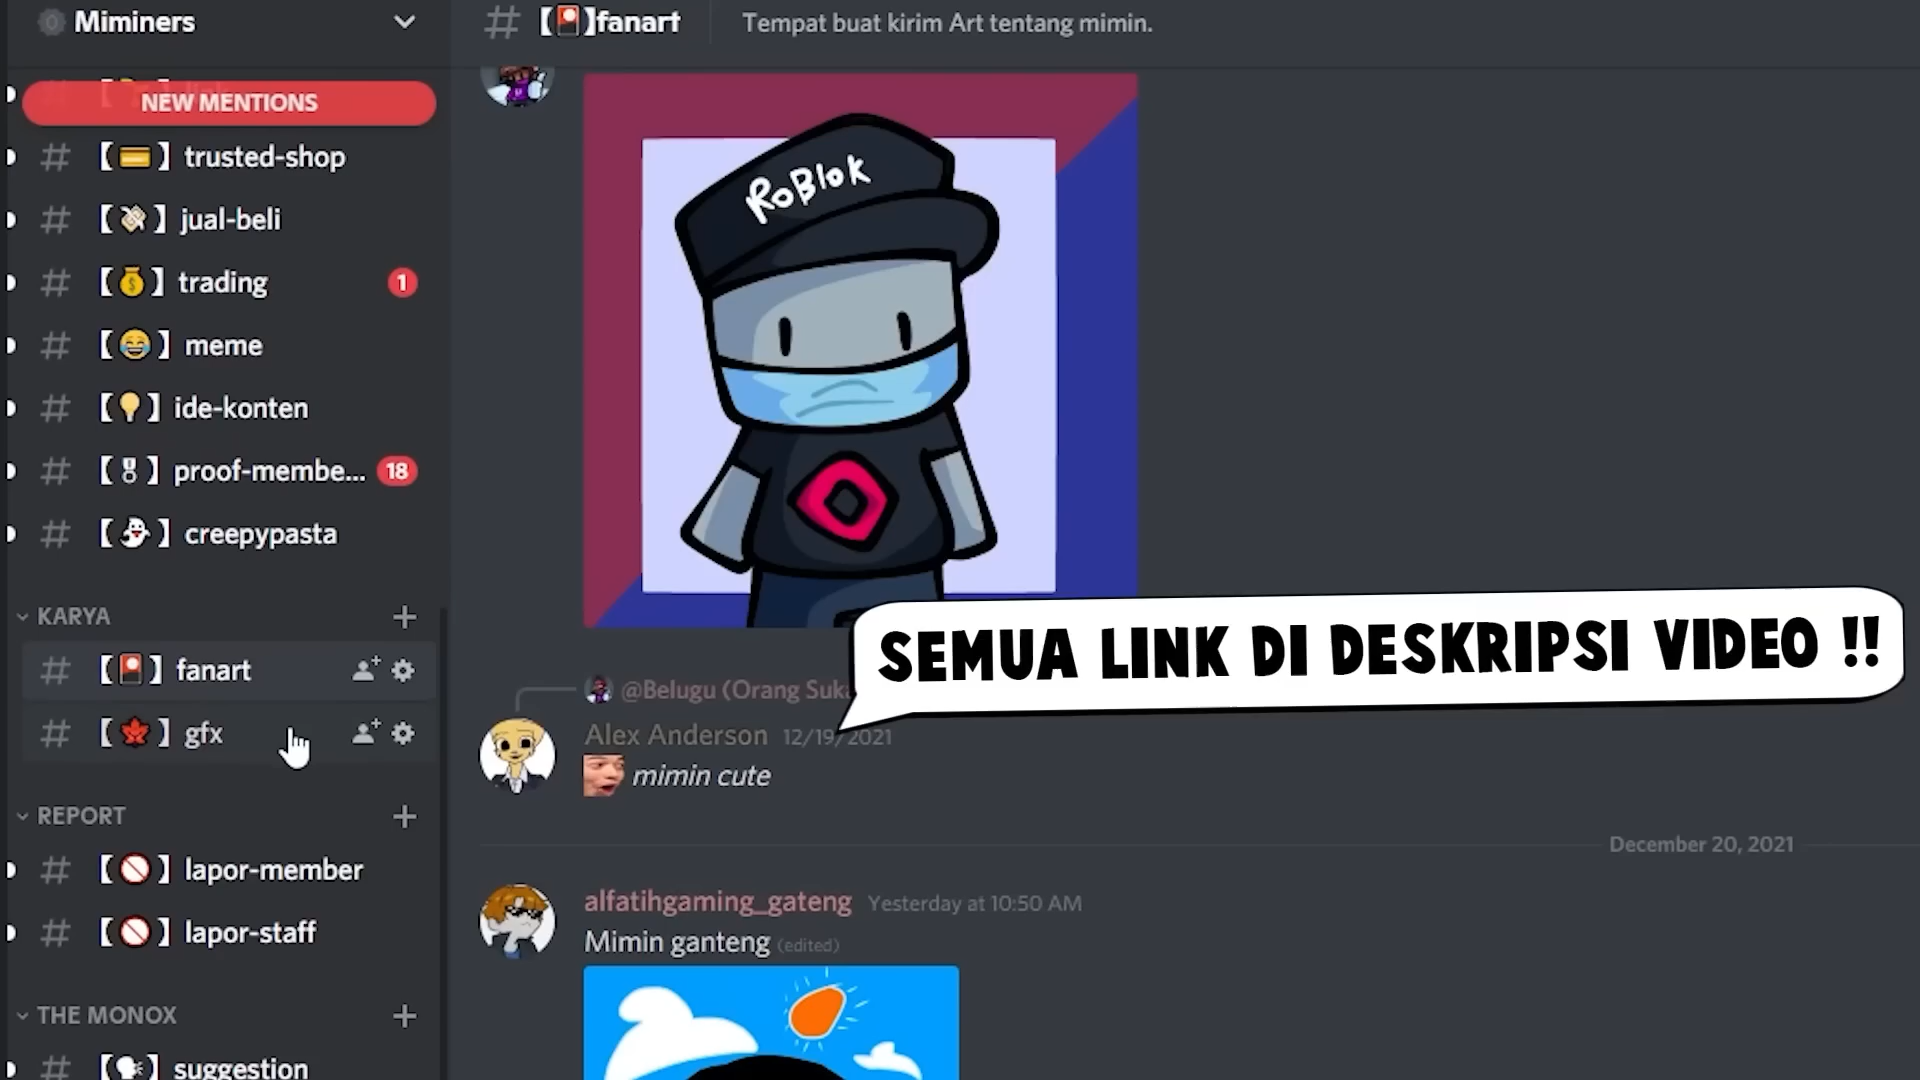 Miminers
【🎴】fanart
Tempat buat kirim Art tentang mimin.
NEW MENTIONS
【💳】 trusted-shop
【💸】 jual-beli
【💰】 trading
1
【😂】 meme
【💡】 ide-konten
【🎖】 proof-membe...
18
【👻】 creepypasta
KARYA
【🎴】 fanart
【🍁】 gfx
REPORT
【🚫】 lapor-member
【🚫】 lapor-staff
THE MONOX
【🗣】 suggestion
RoBlok
SEMUA LINK DI DESKRIPSI VIDEO !!
@Belugu (Orang Suka
Alex Anderson 12/19/2021
mimin cute
December 20, 2021
alfatihgaming_gateng Yesterday at 10:50 AM
Mimin ganteng (edited)